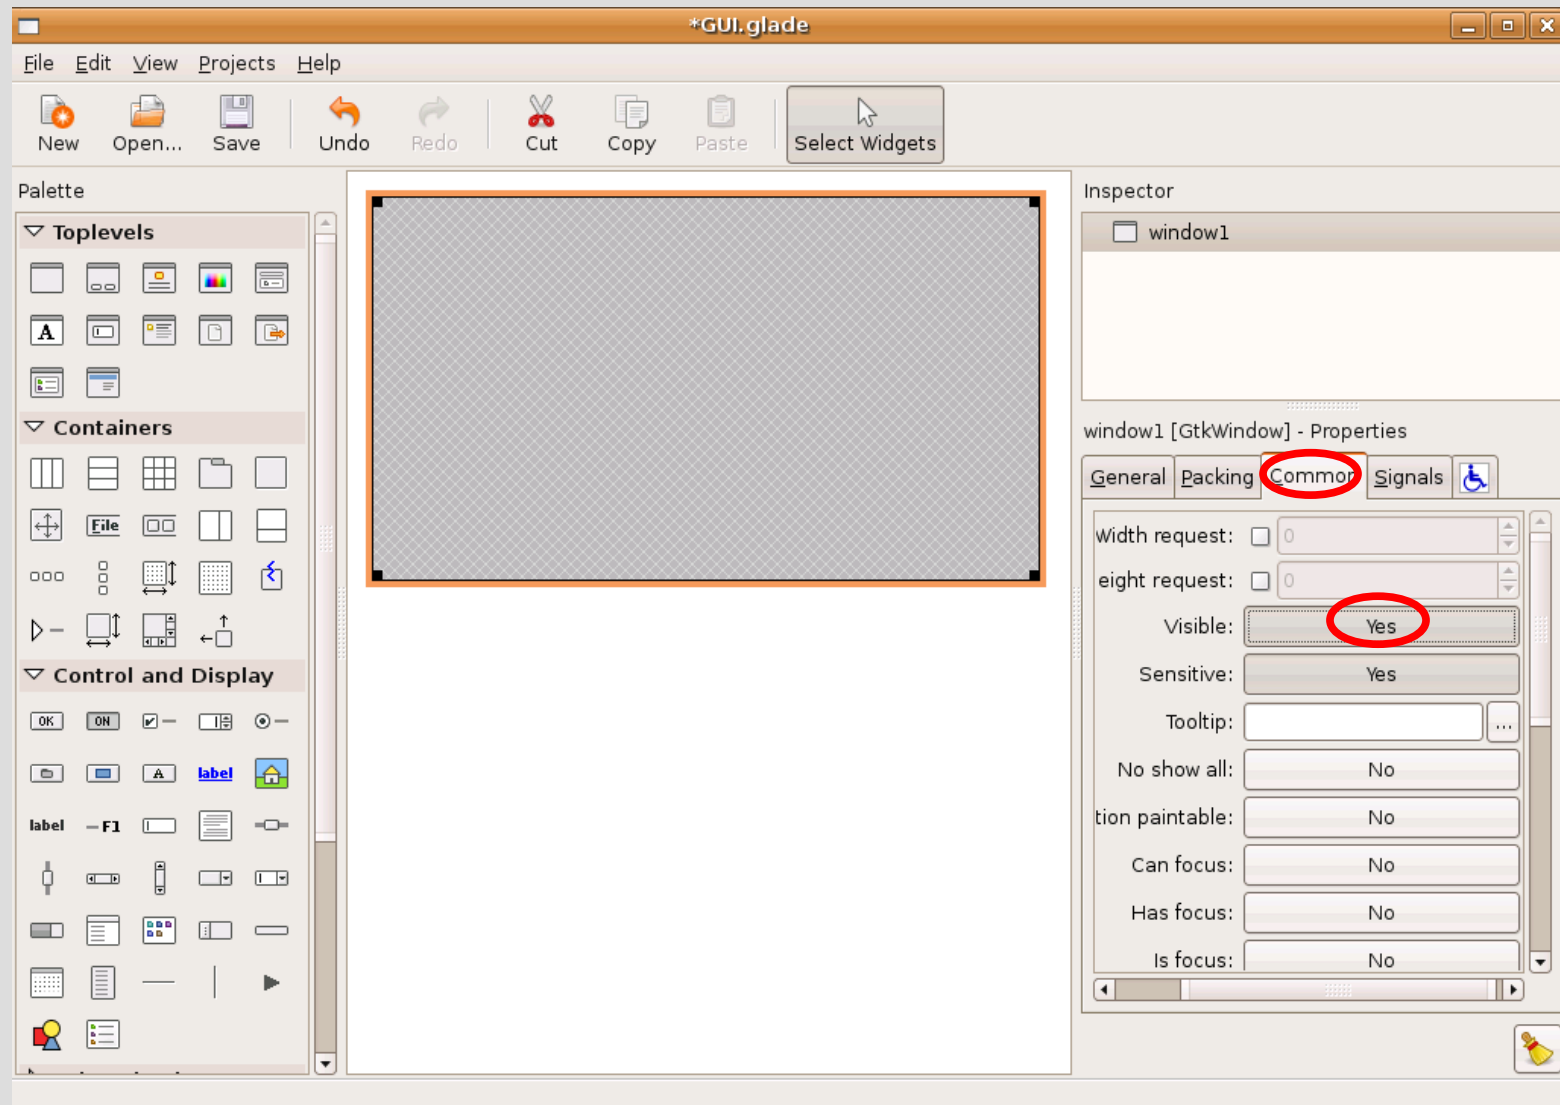 *GUI.glade
File Edit View Projects Help
New Open... Save Undo Redo Cut Copy Paste Select Widgets
Palette
Toplevels
A
Containers
File
Control and Display
OK ON
A label
label F1
Inspector
window1
window1 [GtkWindow] - Properties
General Packing Common Signals
Width request: 0
eight request: 0
Visible: Yes
Sensitive: Yes
Tooltip: ...
No show all: No
tion paintable: No
Can focus: No
Has focus: No
Is focus: No